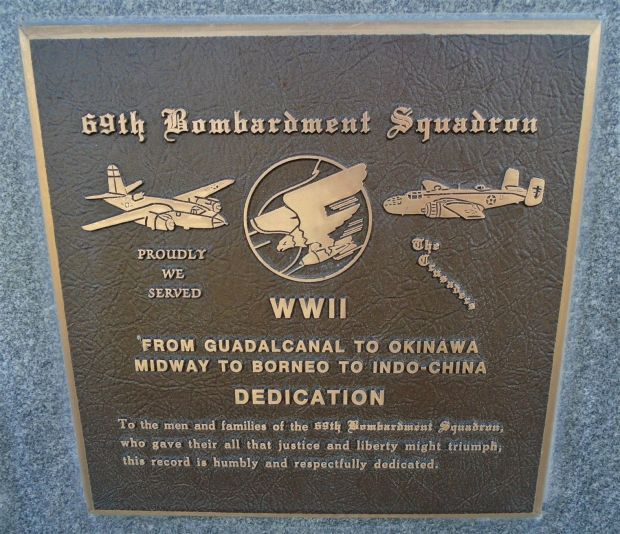 69th Bombardment Squadron
PROUDLY
WE
SERVED
The
WWII
"FROM GUADALCANAL TO OKINAWA
MIDWAY TO BORNEO TO INDO-CHINA
DEDICATION
To the men and families of the 69th Bombardment Squadron,
who gave their all that justice and liberty might triumph,
this record is humbly and respectfully dedicated.